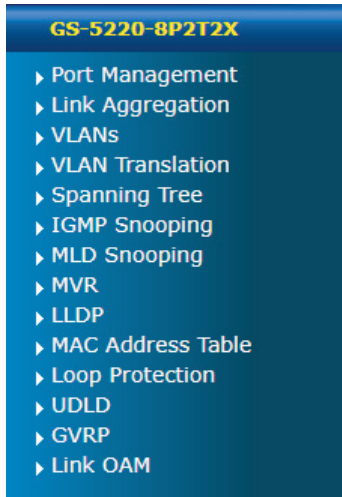 GS-5220-8P2T2X
Port Management
Link Aggregation
VLANs
VLAN Translation
Spanning Tree
IGMP Snooping
MLD Snooping
MVR
LLDP
MAC Address Table
Loop Protection
UDLD
GVRP
Link OAM